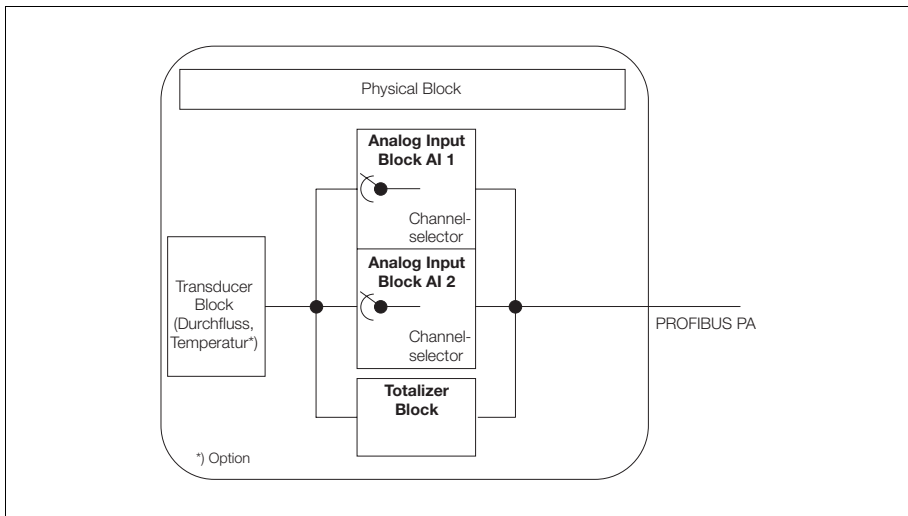 Physical Block
Analog Input
Block AI 1
Channel-
selector
Analog Input
Block AI 2
Channel-
selector
Transducer
Block
(Durchfluss,
Temperatur*)
PROFIBUS PA
Totalizer
Block
*) Option